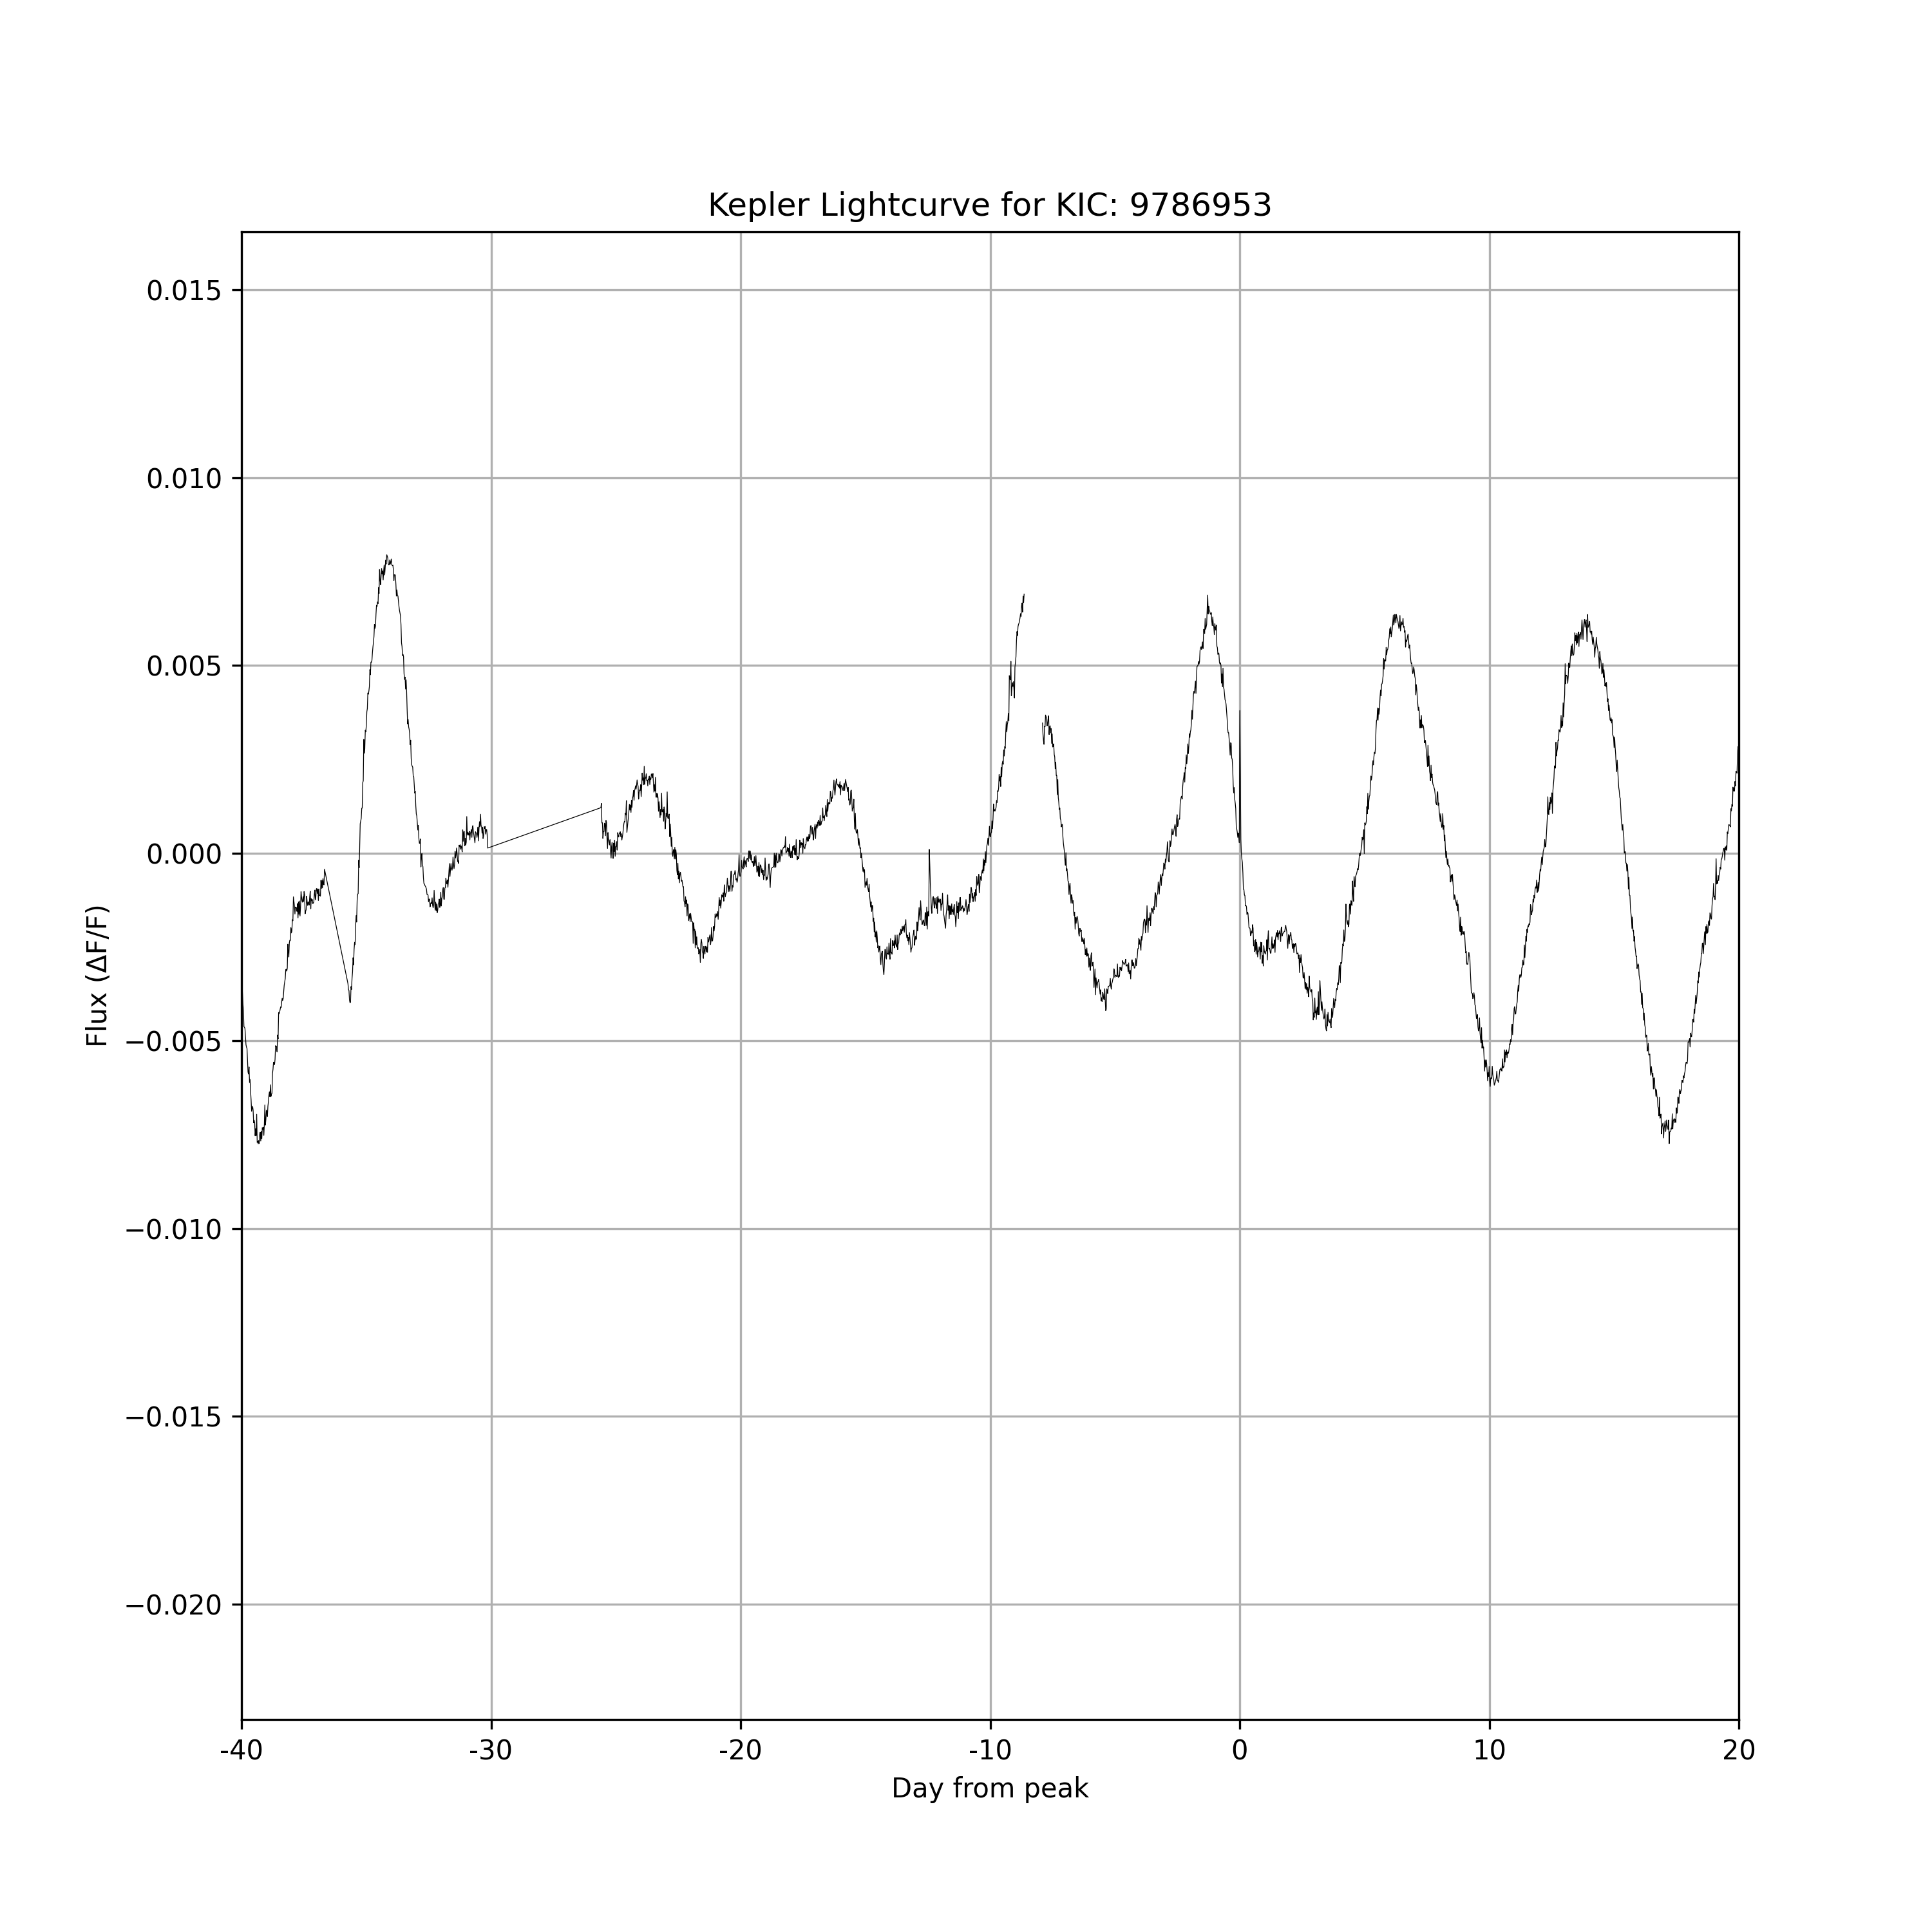 Kepler Lightcurve for KIC: 9786953
0.015
0.010
0.005
0.000
−0.005
−0.010
−0.015
−0.020
Flux (ΔF/F)
-40 -30 -20 -10 0 10 20
Day from peak